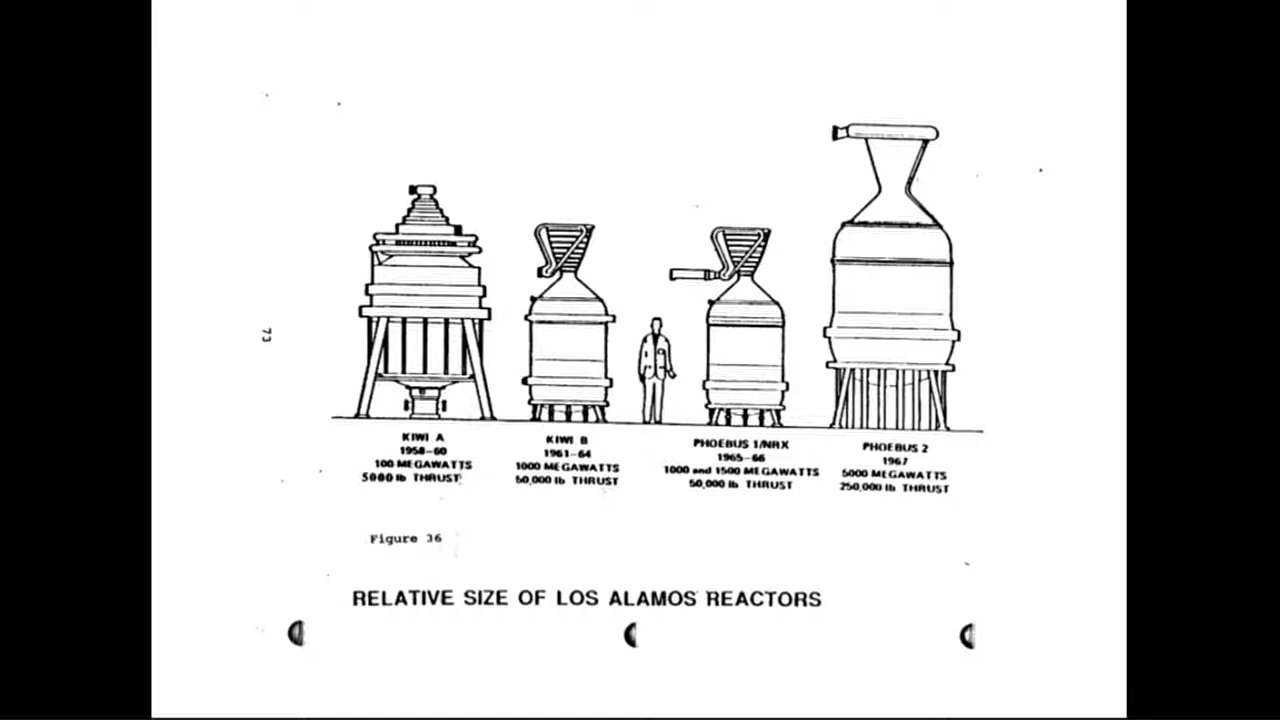 73
KIWI A
1958-60
100 MEGAWATTS
5000 lb THRUST
KIWI B
1961-64
1000 MEGAWATTS
50,000 lb THRUST
PHOEBUS 1/NRX
1965-66
1000 and 1500 MEGAWATTS
50,000 lb THRUST
PHOEBUS 2
1967
5000 MEGAWATTS
250,000 lb THRUST
Figure 36
RELATIVE SIZE OF LOS ALAMOS REACTORS